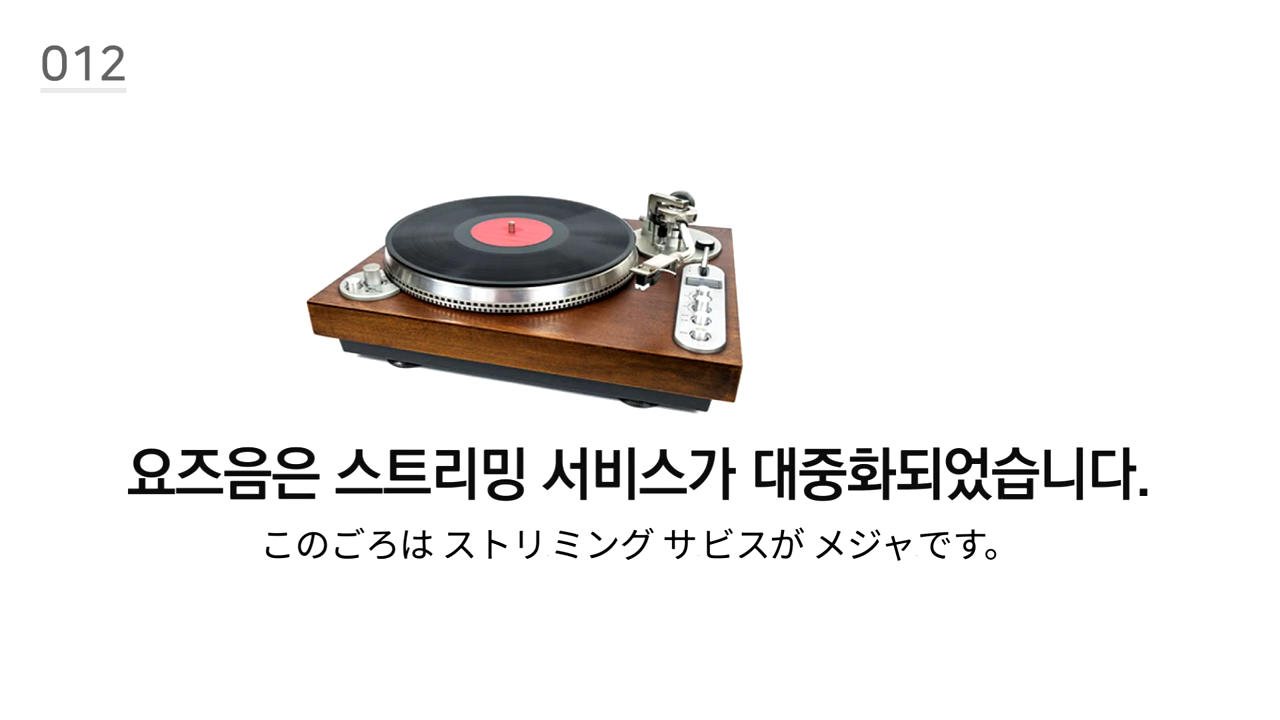 012
요즈음은 스트리밍 서비스가 대중화되었습니다.
このごろは ストリミング サビスが メジャです。